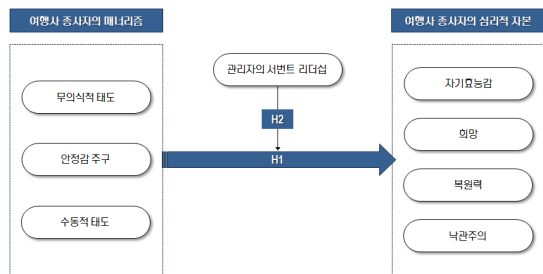 여행사 종사자의 매너리즘
여행사 종사자의 심리적 자본
관리자의 서번트 리더십
무의식적 태도
안정감 추구
수동적 태도
H2
H1
자기효능감
희망
복원력
낙관주의